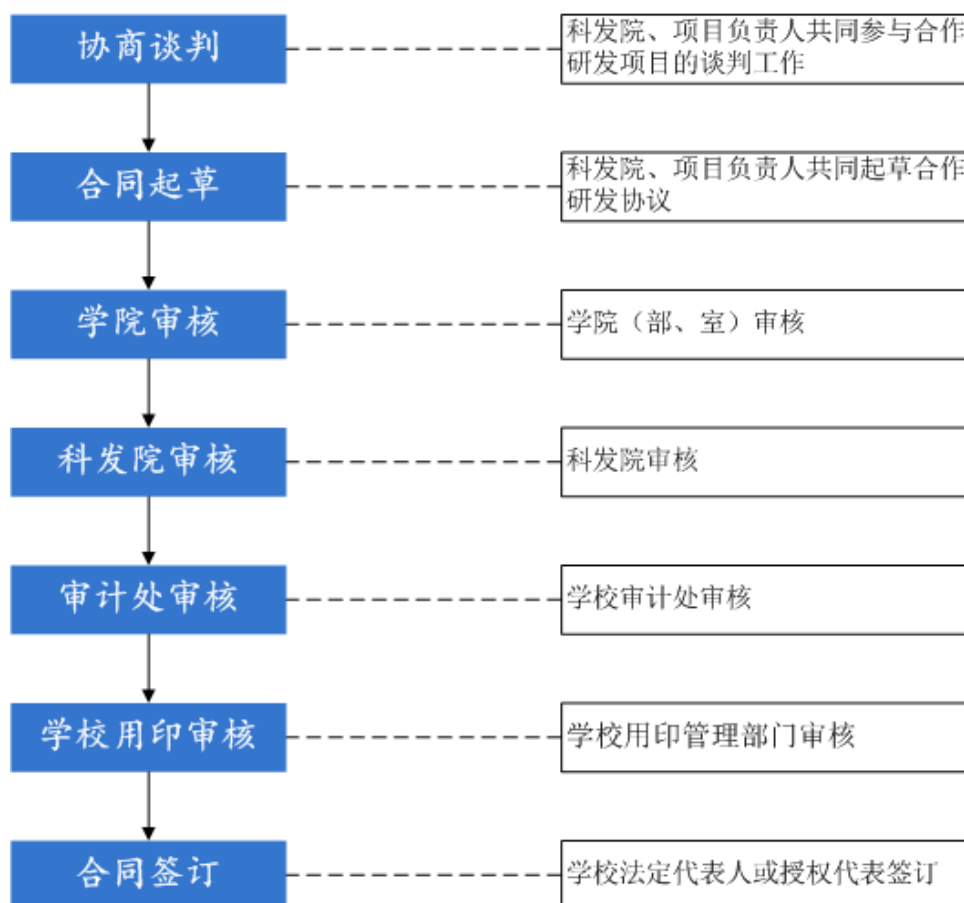 协商谈判
科发院、项目负责人共同参与合作
研发项目的谈判工作
合同起草
科发院、项目负责人共同起草合作
研发协议
学院审核
学院（部、室）审核
科发院审核
科发院审核
审计处审核
学校审计处审核
学校用印审核
学校用印管理部门审核
合同签订
学校法定代表人或授权代表签订